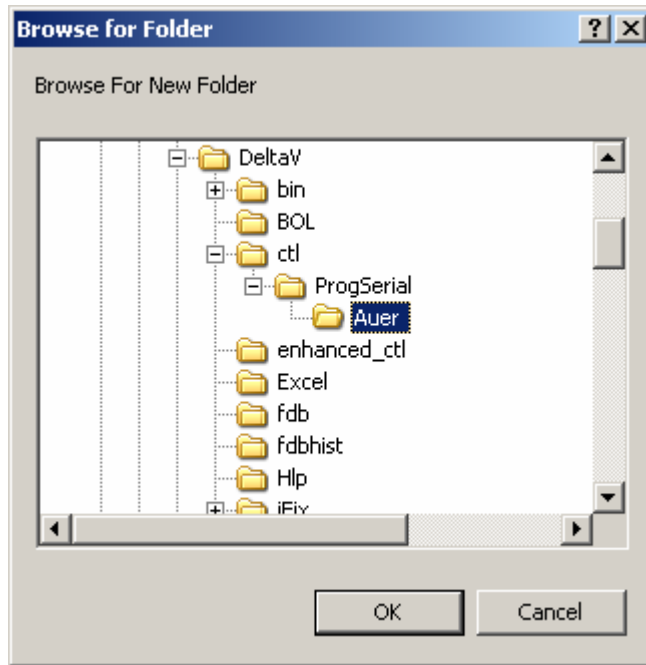 Browse for Folder
Browse For New Folder
DeltaV
bin
BOL
ctl
ProgSerial
Auer
enhanced_ctl
Excel
fdb
fdbhist
Hlp
iFix
OK Cancel